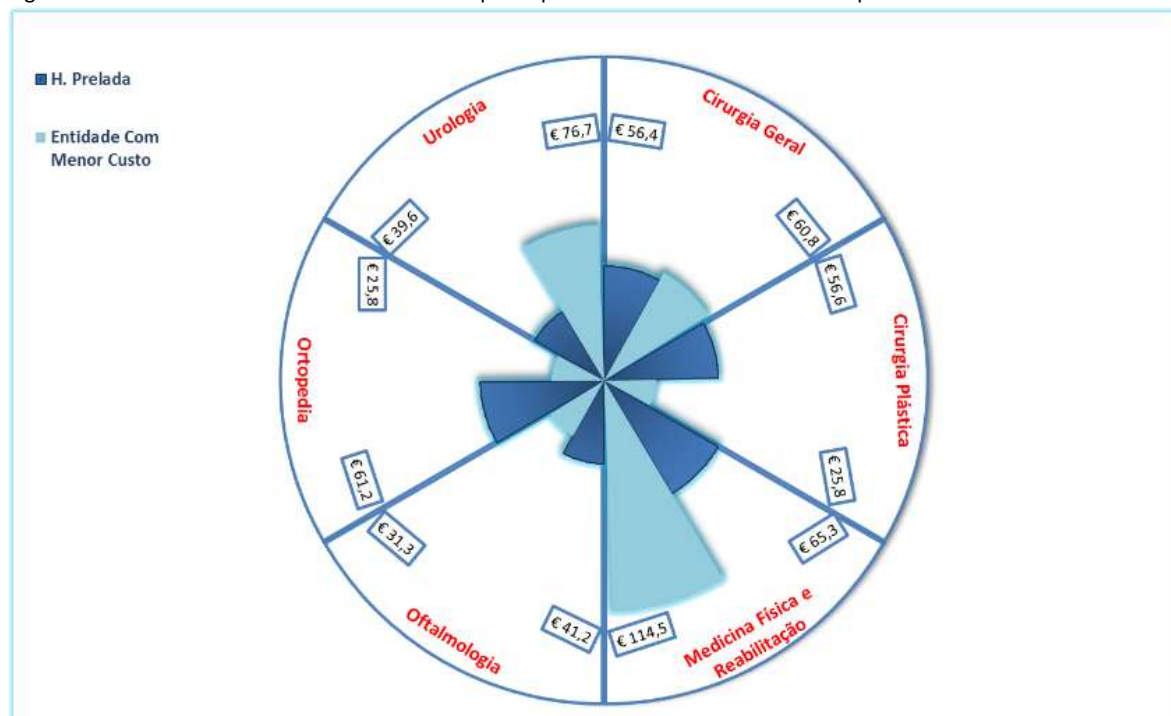 H. Prelada
Entidade Com
Menor Custo
Urologia
€ 76,7
€ 56,4
Cirurgia Geral
€ 39,6
€ 60,8
€ 25,8
€ 56,6
Ortopedia
Cirurgia Plástica
€ 61,2
€ 25,8
€ 31,3
€ 65,3
Oftalmologia
€ 41,2
€ 114,5
Medicina Física e
Reabilitação